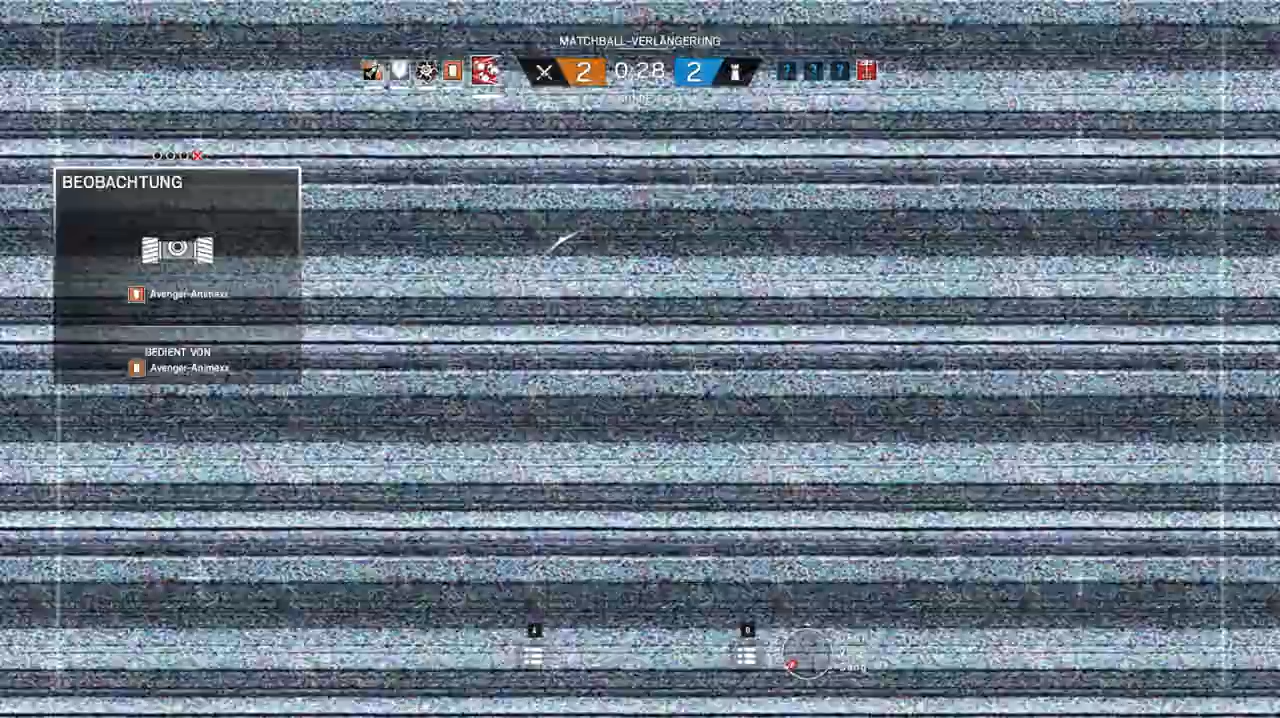 MATCHBALL-VERLÄNGERUNG
2 0:28 2
? ? ?
BEOBACHTUNG
Avenger-Animexx
BEDIENT VON
Avenger-Animexx